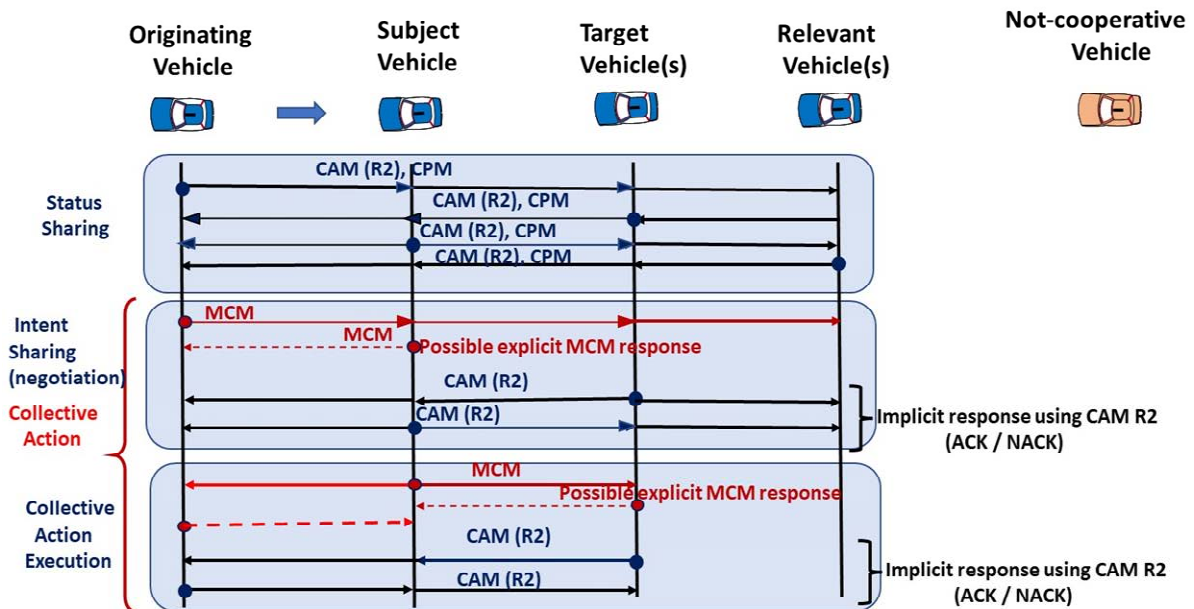 Originating
Vehicle
Subject
Vehicle
Target
Vehicle(s)
Relevant
Vehicle(s)
Not-cooperative
Vehicle
Status
Sharing
CAM (R2), CPM
CAM (R2), CPM
CAM (R2), CPM
CAM (R2). CPM
Intent
Sharing
(negotiation)
Collective
Action
MCM
MCM
Possible explicit MCM response
CAM (R2)
CAM (R2)
Implicit response using CAM R2
(ACK / NACK)
Collective
Action
Execution
MCM
Possible explicit MCM response
CAM (R2)
CAM (R2)
Implicit response using CAM R2
(ACK / NACK)